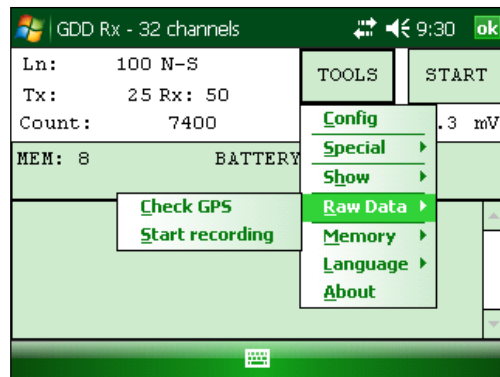 GDD Rx - 32 channels 9:30 ok
Ln: 100 N-S
Tx: 25 Rx: 50
Count: 7400
TOOLS START
.3 mV
MEM: 8 BATTERY
Config
Special
Show
Raw Data
Memory
Language
About
Check GPS
Start recording